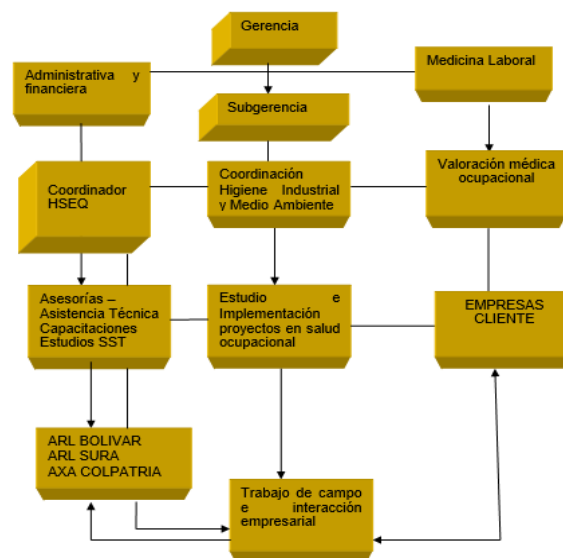 Gerencia
Administrativa y
financiera
Medicina Laboral
Subgerencia
Coordinador
HSEQ
Coordinación
Higiene Industrial
y Medio Ambiente
Valoración médica
ocupacional
Asesorías –
Asistencia Técnica
Capacitaciones
Estudios SST
Estudio e
Implementación
proyectos en salud
ocupacional
EMPRESAS
CLIENTE
ARL BOLIVAR
ARL SURA
AXA COLPATRIA
Trabajo de campo
e interacción
empresarial